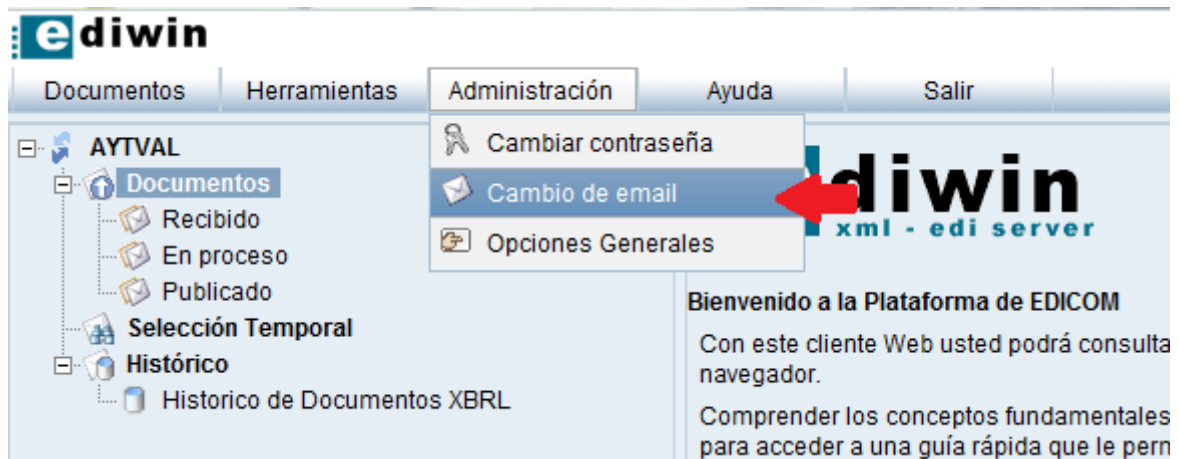 ediwin
Documentos Herramientas Administración Ayuda Salir
AYTVAL
Documentos
Recibido
En proceso
Publicado
Selección Temporal
Histórico
Historico de Documentos XBRL
Cambiar contraseña
Cambio de email
Opciones Generales
diwin
xml - edi server
Bienvenido a la Plataforma de EDICOM
Con este cliente Web usted podrá consulta
navegador.
Comprender los conceptos fundamentales
para acceder a una guía rápida que le perm